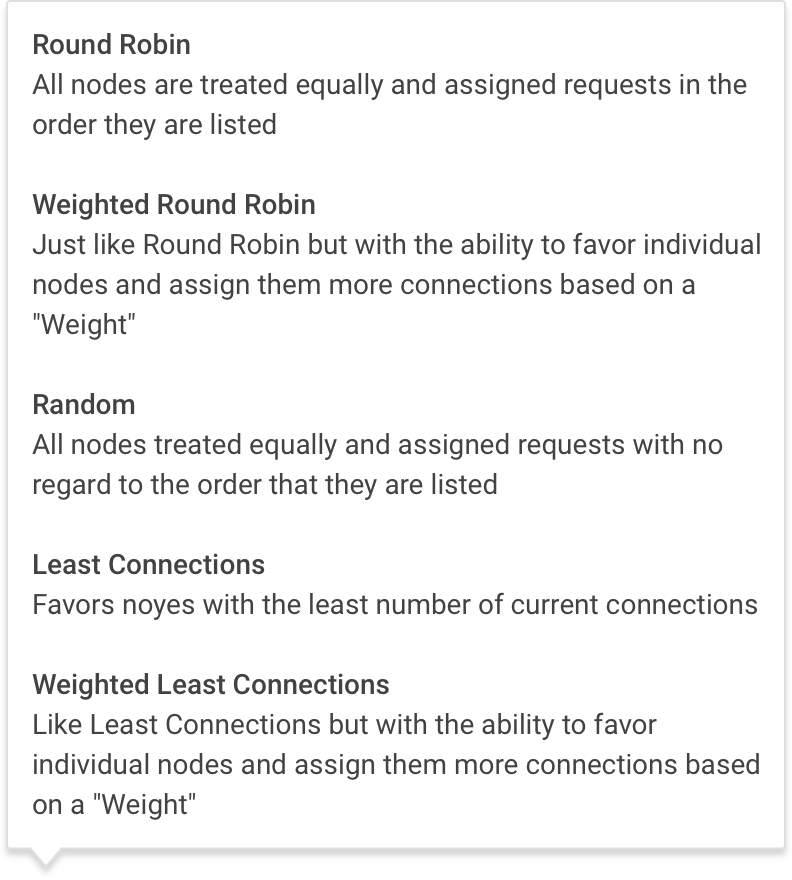 Round Robin
All nodes are treated equally and assigned requests in the
order they are listed
Weighted Round Robin
Just like Round Robin but with the ability to favor individual
nodes and assign them more connections based on a
"Weight"
Random
All nodes treated equally and assigned requests with no
regard to the order that they are listed
Least Connections
Favors noyes with the least number of current connections
Weighted Least Connections
Like Least Connections but with the ability to favor
individual nodes and assign them more connections based
on a "Weight"